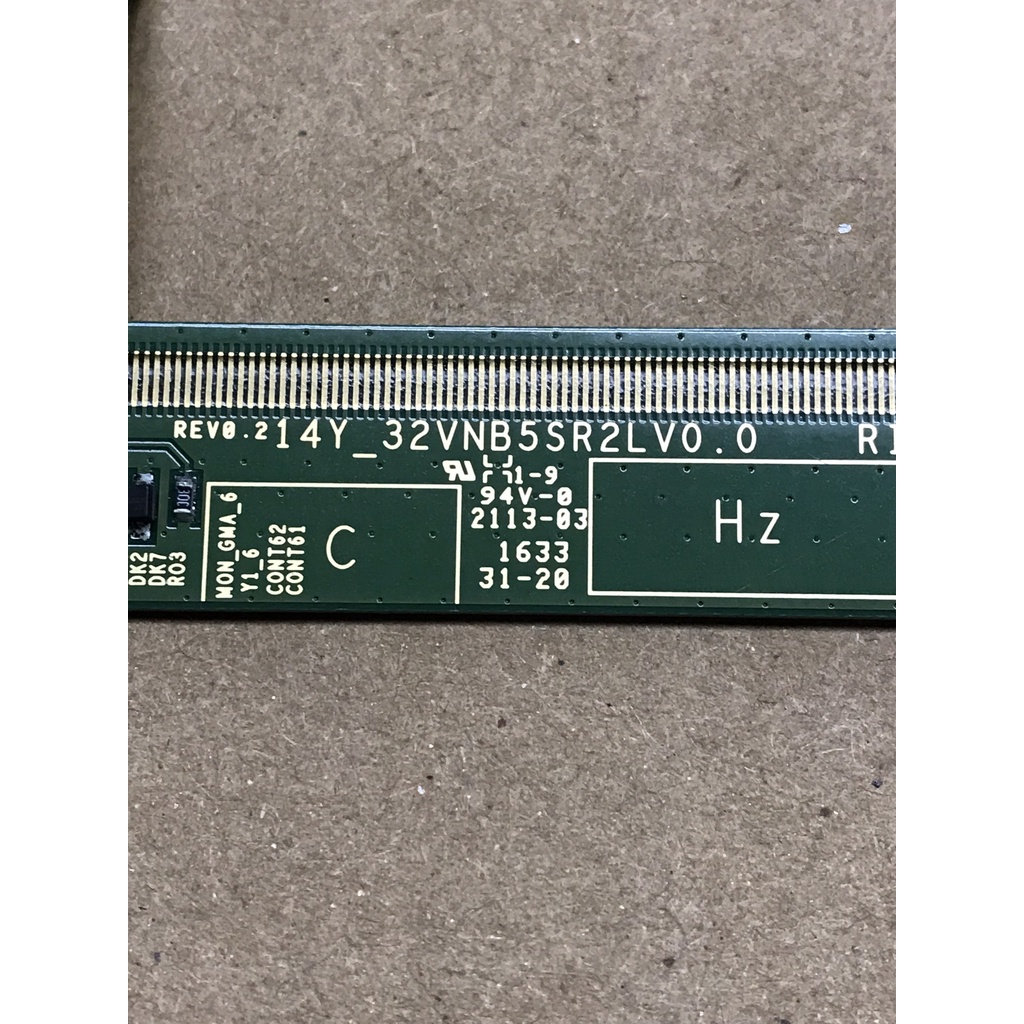 REV0.2 14Y_32VNB5SR2LV0.0
1-9
94V-0
2113-03
1633
31-20
DK2
DK7
RO3
MON_GMA_6
Y1_6
CONT62
CONT61
C
Hz